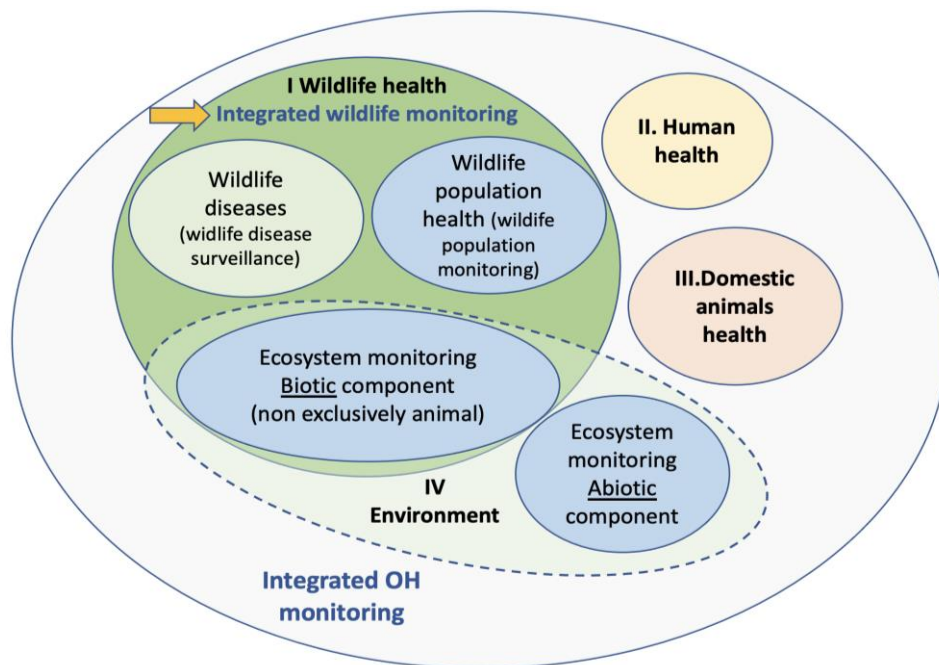 I Wildlife health
Integrated wildlife monitoring
Wildlife
diseases
(widlife disease
surveillance)
Wildlife
population
health (wildife
population
monitoring)
II. Human
health
III.Domestic
animals
health
Ecosystem monitoring
Biotic component
(non exclusively animal)
Ecosystem
monitoring
Abiotic
component
IV
Environment
Integrated OH
monitoring